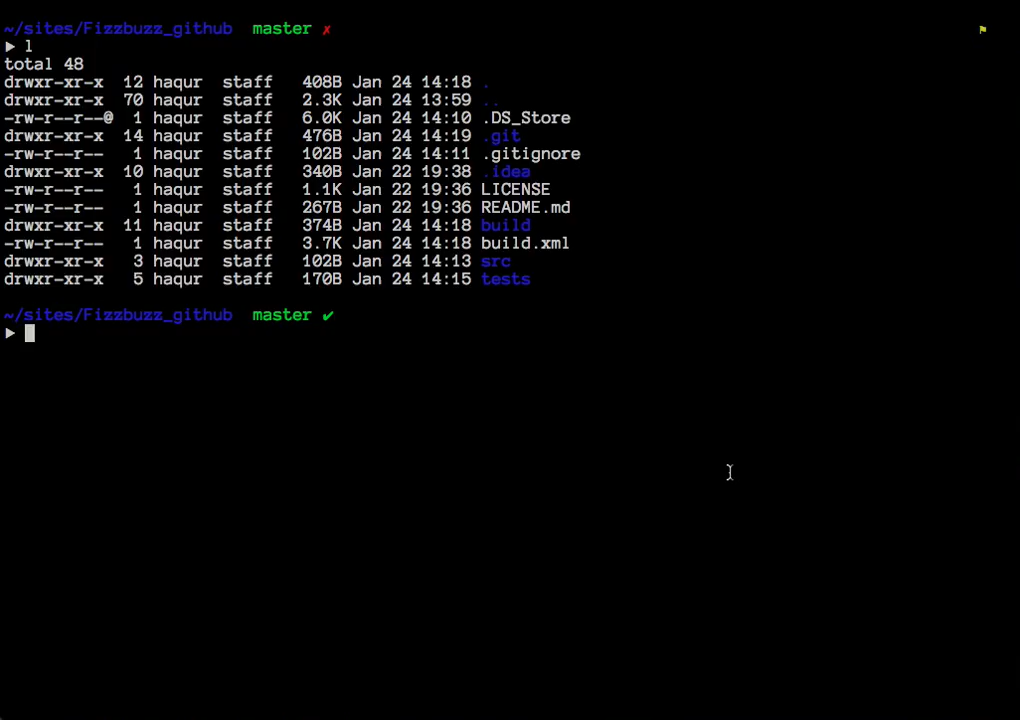 ~/sites/Fizzbuzz_github  master ✗
▶ l
total 48
drwxr-xr-x  12 haqur  staff   408B Jan 24 14:18 .
drwxr-xr-x  70 haqur  staff   2.3K Jan 24 13:59 ..
-rw-r--r--@  1 haqur  staff   6.0K Jan 24 14:10 .DS_Store
drwxr-xr-x  14 haqur  staff   476B Jan 24 14:19 .git
-rw-r--r--   1 haqur  staff   102B Jan 24 14:11 .gitignore
drwxr-xr-x  10 haqur  staff   340B Jan 22 19:38 .idea
-rw-r--r--   1 haqur  staff   1.1K Jan 22 19:36 LICENSE
-rw-r--r--   1 haqur  staff   267B Jan 22 19:36 README.md
drwxr-xr-x  11 haqur  staff   374B Jan 24 14:18 build
-rw-r--r--   1 haqur  staff   3.7K Jan 24 14:18 build.xml
drwxr-xr-x   3 haqur  staff   102B Jan 24 14:13 src
drwxr-xr-x   5 haqur  staff   170B Jan 24 14:15 tests
~/sites/Fizzbuzz_github  master ✔
▶